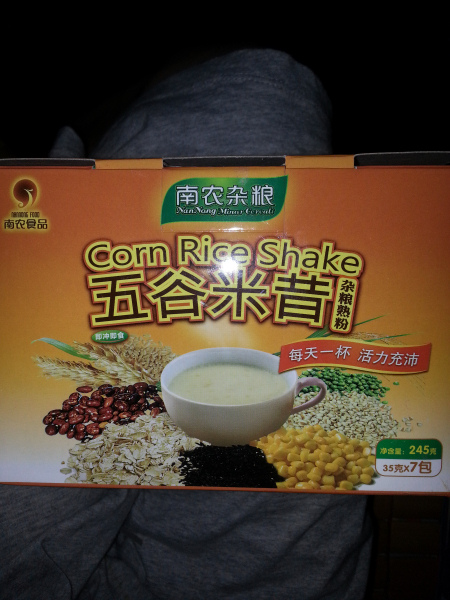 南农杂粮
NanNong Minor Cereals
NANNONG FOOD
南农食品
Corn Rice Shake
五谷米昔
杂粮熟粉
即冲即食
每天一杯 活力充沛
净含量：245克
35克X7包